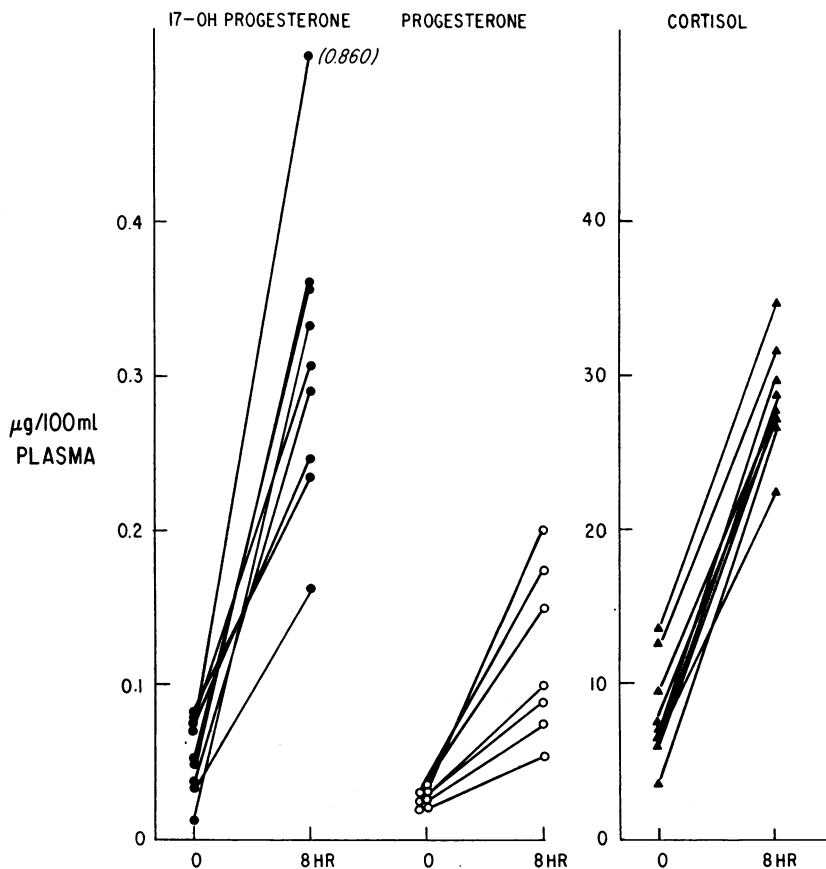 17-OH PROGESTERONE
PROGESTERONE
CORTISOL
(0.860)
0.4
0.3
0.2
0.1
0
µg/100ml
PLASMA
40
30
20
10
0
0
8 HR
0
8 HR
0
8 HR